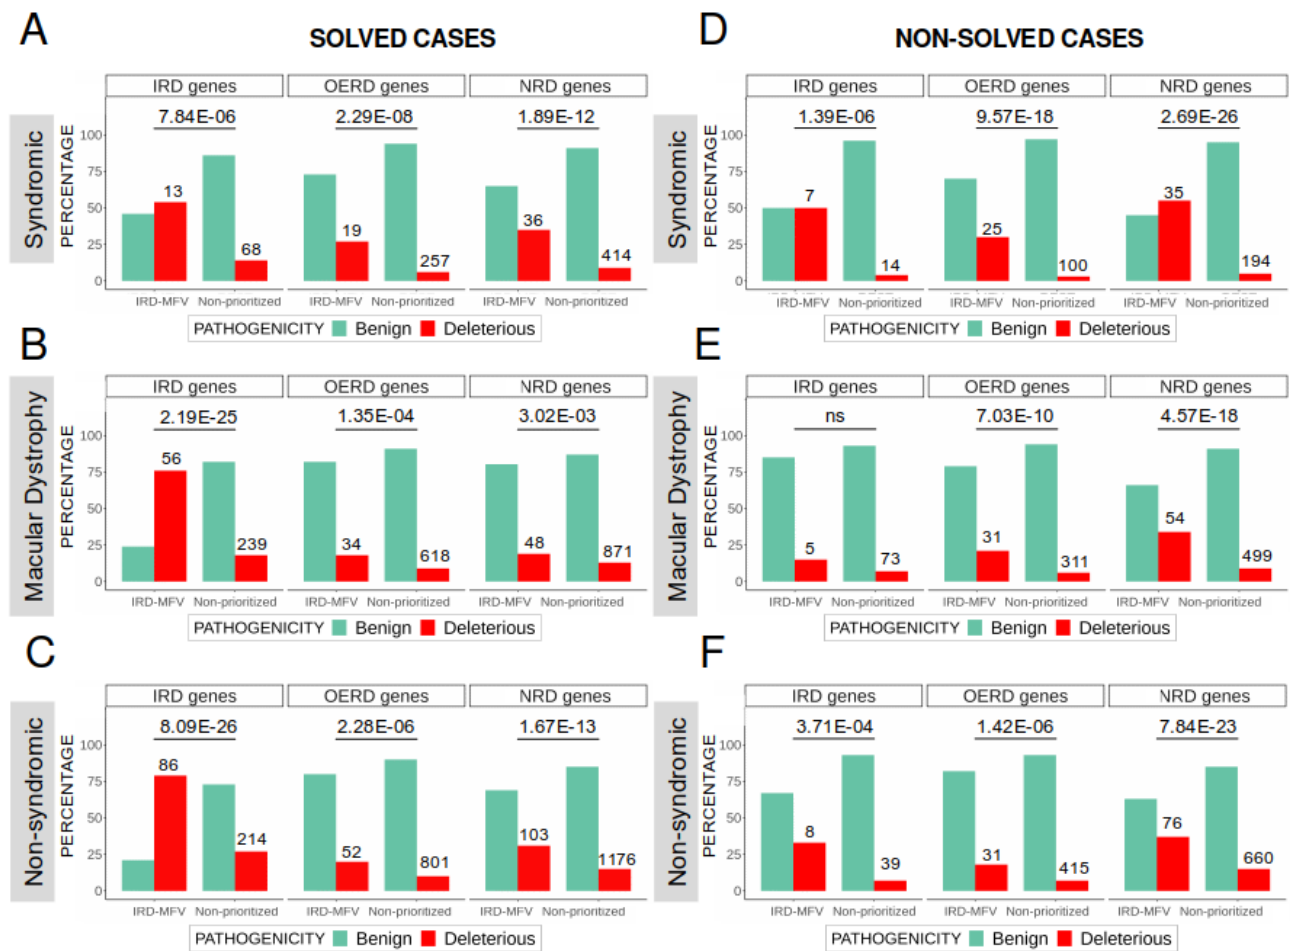 A
SOLVED CASES
IRD genes
OERD genes
NRD genes
7.84E-06
2.29E-08
1.89E-12
Syndromic
PERCENTAGE
100
75
50
25
0
13
68
19
257
36
414
IRD-MFV
Non-prioritized
IRD-MFV
Non-prioritized
IRD-MFV
Non-prioritized
PATHOGENICITY Benign Deleterious
B
IRD genes
OERD genes
NRD genes
2.19E-25
1.35E-04
3.02E-03
Macular Dystrophy
PERCENTAGE
100
75
50
25
0
56
239
34
618
48
871
IRD-MFV
Non-prioritized
IRD-MFV
Non-prioritized
IRD-MFV
Non-prioritized
PATHOGENICITY Benign Deleterious
C
IRD genes
OERD genes
NRD genes
8.09E-26
2.28E-06
1.67E-13
Non-syndromic
PERCENTAGE
100
75
50
25
0
86
214
52
801
103
1176
IRD-MFV
Non-prioritized
IRD-MFV
Non-prioritized
IRD-MFV
Non-prioritized
PATHOGENICITY Benign Deleterious
D
NON-SOLVED CASES
IRD genes
OERD genes
NRD genes
1.39E-06
9.57E-18
2.69E-26
Syndromic
PERCENTAGE
100
75
50
25
0
7
14
25
100
35
194
IRD-MFV
Non-prioritized
IRD-MFV
Non-prioritized
IRD-MFV
Non-prioritized
PATHOGENICITY Benign Deleterious
E
IRD genes
OERD genes
NRD genes
ns
7.03E-10
4.57E-18
Macular Dystrophy
PERCENTAGE
100
75
50
25
0
5
73
31
311
54
499
IRD-MFV
Non-prioritized
IRD-MFV
Non-prioritized
IRD-MFV
Non-prioritized
PATHOGENICITY Benign Deleterious
F
IRD genes
OERD genes
NRD genes
3.71E-04
1.42E-06
7.84E-23
Non-syndromic
PERCENTAGE
100
75
50
25
0
8
39
31
415
76
660
IRD-MFV
Non-prioritized
IRD-MFV
Non-prioritized
IRD-MFV
Non-prioritized
PATHOGENICITY Benign Deleterious